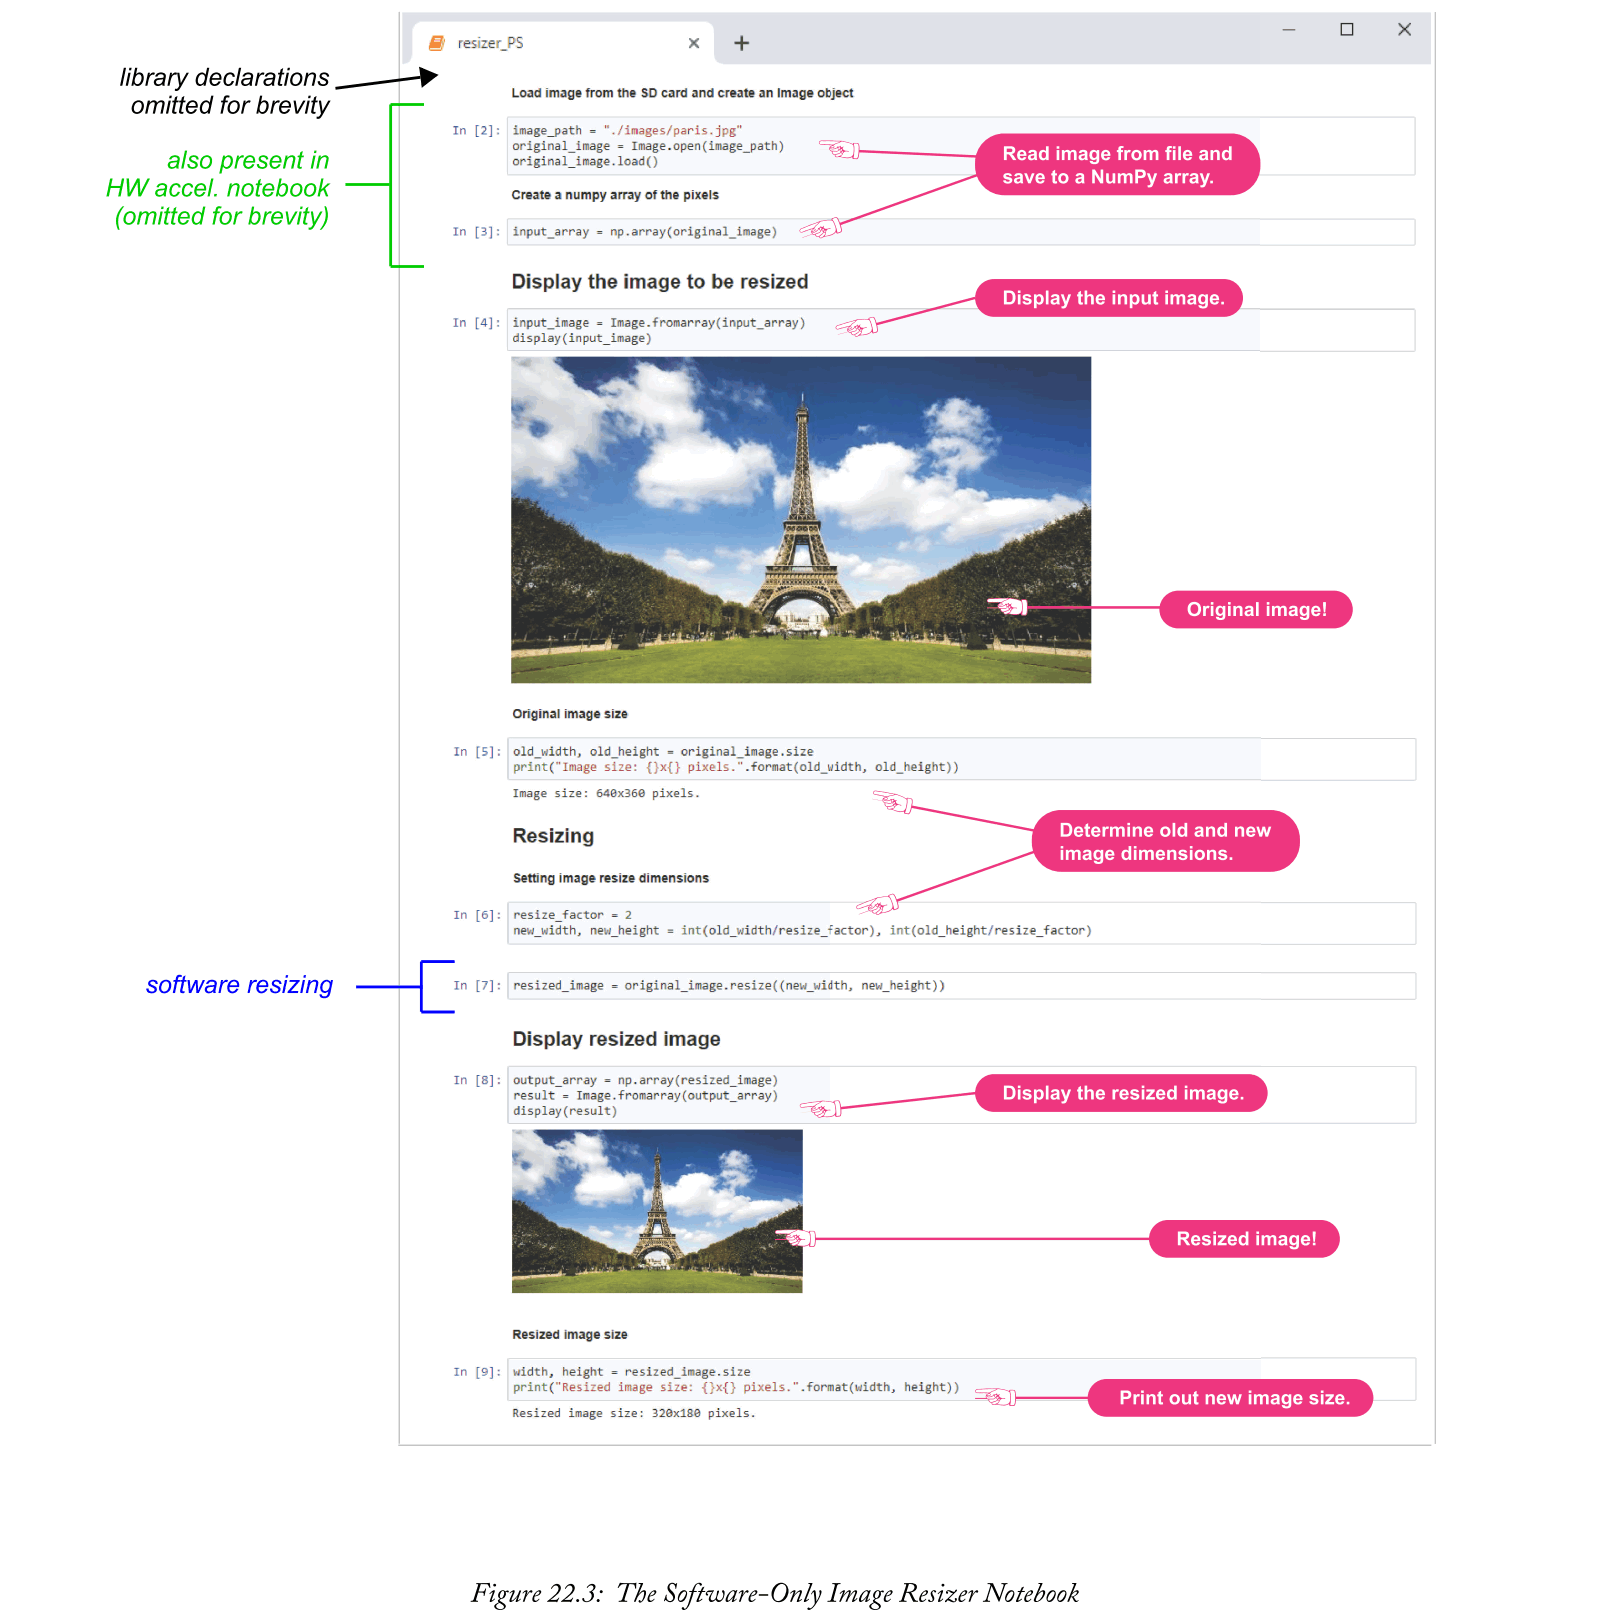 resizer_PS
library declarations
omitted for brevity
Load image from the SD card and create an Image object
also present in
HW accel. notebook
(omitted for brevity)
In [2]:
image_path = "./images/paris.jpg"
original_image = Image.open(image_path)
original_image.load()
Read image from file and
save to a NumPy array.
Create a numpy array of the pixels
In [3]:
input_array = np.array(original_image)
Display the image to be resized
Display the input image.
In [4]:
input_image = Image.fromarray(input_array)
display(input_image)
Original image!
Original image size
In [5]:
old_width, old_height = original_image.size
print("Image size: {}x{} pixels.".format(old_width, old_height))
Image size: 640x360 pixels.
Determine old and new
image dimensions.
Resizing
Setting image resize dimensions
In [6]:
resize_factor = 2
new_width, new_height = int(old_width/resize_factor), int(old_height/resize_factor)
software resizing
In [7]:
resized_image = original_image.resize((new_width, new_height))
Display resized image
In [8]:
output_array = np.array(resized_image)
result = Image.fromarray(output_array)
display(result)
Display the resized image.
Resized image!
Resized image size
In [9]:
width, height = resized_image.size
print("Resized image size: {}x{} pixels.".format(width, height))
Print out new image size.
Resized image size: 320x180 pixels.
Figure 22.3: The Software-Only Image Resizer Notebook